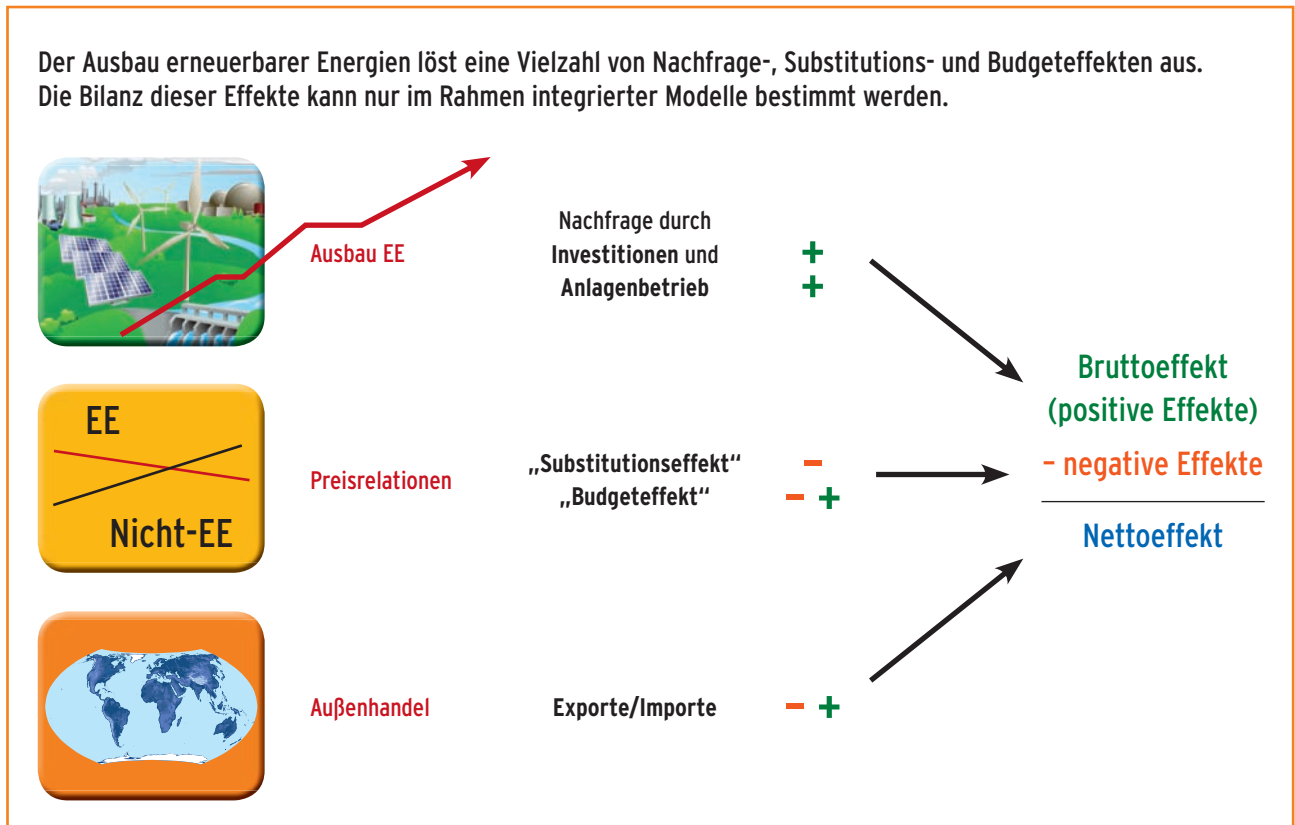 Der Ausbau erneuerbarer Energien löst eine Vielzahl von Nachfrage-, Substitutions- und Budgeteffekten aus.
Die Bilanz dieser Effekte kann nur im Rahmen integrierter Modelle bestimmt werden.
Ausbau EE
Nachfrage durch
Investitionen und +
Anlagenbetrieb +
EE
Nicht-EE
Preisrelationen
„Substitutionseffekt“ –
„Budgeteffekt“ – +
Außenhandel
Exporte/Importe – +
Bruttoeffekt
(positive Effekte)
– negative Effekte
Nettoeffekt